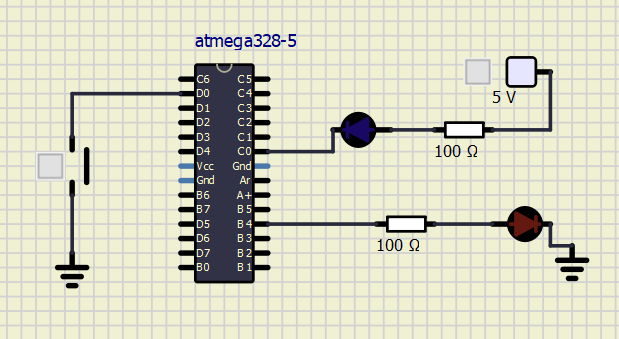 atmega328-5
C6 C5
D0 C4
D1 C3
D2 C2
D3 C1
D4 C0
Vcc Gnd
Gnd Ar
B6 A+
B7 B5
D5 B4
D6 B3
D7 B2
B0 B1
5 V
100 Ω
100 Ω